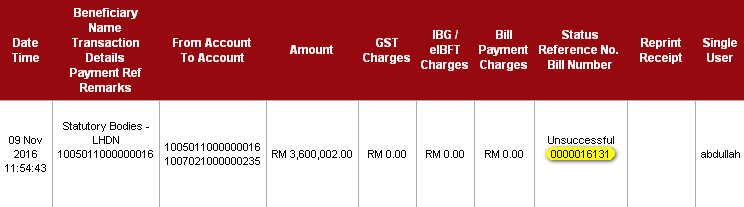 Date
Time
Beneficiary
Name
Transaction
Details
Payment Ref
Remarks
From Account
To Account
Amount
GST
Charges
IBG /
eIBFT
Charges
Bill
Payment
Charges
Status
Reference No.
Bill Number
Reprint
Receipt
Single
User
09 Nov
2016
11:54:43
Statutory Bodies -
LHDN
1005011000000016
1005011000000016
1007021000000235
RM 3,600,002.00
RM 0.00
RM 0.00
RM 0.00
Unsuccessful
0000016131
abdullah